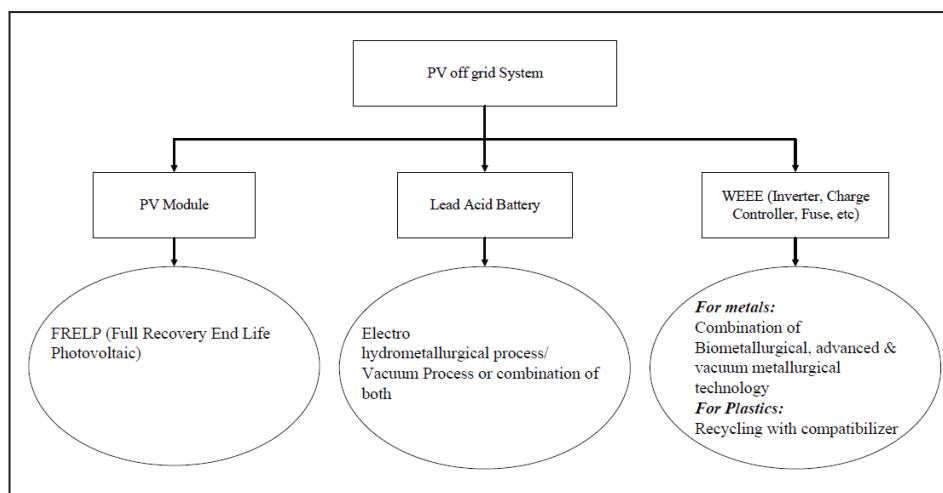 PV off grid System
PV Module
Lead Acid Battery
WEEE (Inverter, Charge
Controller, Fuse, etc)
FRELP (Full Recovery End Life
Photovoltaic)
Electro
hydrometallurgical process/
Vacuum Process or combination of
both
For metals:
Combination of
Biometallurgical, advanced &
vacuum metallurgical
technology
For Plastics:
Recycling with compatibilizer